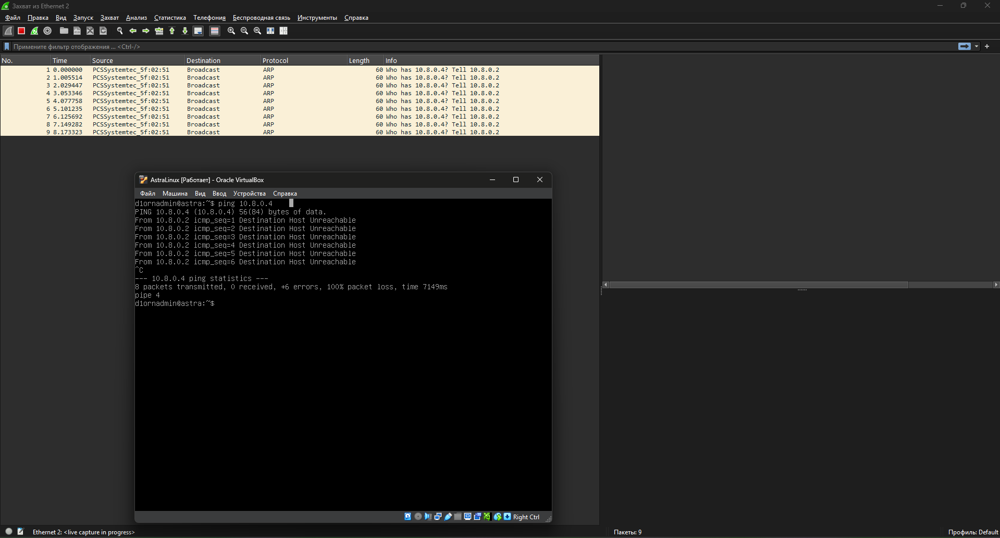 Захват из Ethernet 2
Файл Правка Вид Запуск Захват Анализ Статистика Телефония Беспроводная связь Инструменты Справка
Примените фильтр отображения ... <Ctrl-/>
No. Time Source Destination Protocol Length Info
1 0.000000 PCSSystemtec_5f:02:51 Broadcast ARP 60 Who has 10.8.0.4? Tell 10.8.0.2
2 1.005514 PCSSystemtec_5f:02:51 Broadcast ARP 60 Who has 10.8.0.4? Tell 10.8.0.2
3 2.029447 PCSSystemtec_5f:02:51 Broadcast ARP 60 Who has 10.8.0.4? Tell 10.8.0.2
4 3.053346 PCSSystemtec_5f:02:51 Broadcast ARP 60 Who has 10.8.0.4? Tell 10.8.0.2
5 4.077758 PCSSystemtec_5f:02:51 Broadcast ARP 60 Who has 10.8.0.4? Tell 10.8.0.2
6 5.101235 PCSSystemtec_5f:02:51 Broadcast ARP 60 Who has 10.8.0.4? Tell 10.8.0.2
7 6.125692 PCSSystemtec_5f:02:51 Broadcast ARP 60 Who has 10.8.0.4? Tell 10.8.0.2
8 7.149282 PCSSystemtec_5f:02:51 Broadcast ARP 60 Who has 10.8.0.4? Tell 10.8.0.2
9 8.173323 PCSSystemtec_5f:02:51 Broadcast ARP 60 Who has 10.8.0.4? Tell 10.8.0.2
AstraLinux [Работает] - Oracle VirtualBox
Файл Машина Вид Ввод Устройства Справка
d1ornadmin@astra:~$ ping 10.8.0.4
PING 10.8.0.4 (10.8.0.4) 56(84) bytes of data.
From 10.8.0.2 icmp_seq=1 Destination Host Unreachable
From 10.8.0.2 icmp_seq=2 Destination Host Unreachable
From 10.8.0.2 icmp_seq=3 Destination Host Unreachable
From 10.8.0.2 icmp_seq=4 Destination Host Unreachable
From 10.8.0.2 icmp_seq=5 Destination Host Unreachable
From 10.8.0.2 icmp_seq=6 Destination Host Unreachable
^C
--- 10.8.0.4 ping statistics ---
8 packets transmitted, 0 received, +6 errors, 100% packet loss, time 7149ms
pipe 4
d1ornadmin@astra:~$
Right Ctrl
Ethernet 2: <live capture in progress> Пакеты: 9 Профиль: Default